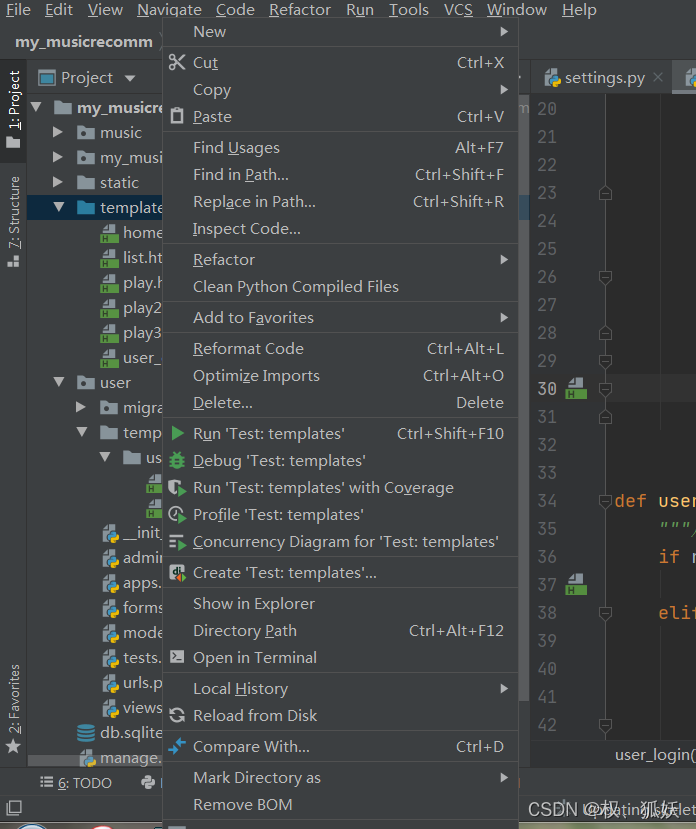 File Edit View Navigate Code Refactor Run Tools VCS Window Help
my_musicrecomm
New
Cut Ctrl+X
Copy
Paste Ctrl+V
Find Usages Alt+F7
Find in Path... Ctrl+Shift+F
Replace in Path... Ctrl+Shift+R
Inspect Code...
Refactor
Clean Python Compiled Files
Add to Favorites
Reformat Code Ctrl+Alt+L
Optimize Imports Ctrl+Alt+O
Delete... Delete
Run 'Test: templates' Ctrl+Shift+F10
Debug 'Test: templates'
Run 'Test: templates' with Coverage
Profile 'Test: templates'
Concurrency Diagram for 'Test: templates'
Create 'Test: templates'...
Show in Explorer
Directory Path Ctrl+Alt+F12
Open in Terminal
Local History
Reload from Disk
Compare With... Ctrl+D
Mark Directory as
Remove BOM
1: Project
7: Structure
2: Favorites
Project
my_musicre
music
my_musi
static
template
home
list.ht
play.h
play2
play3
user_
user
migra
temp
us
__init_
admin
apps.
forms
mode
tests.
urls.p
views
db.sqlite
manage.
6: TODO
settings.py
20
21
22
23
24
25
26
27
28
29
30
31
32
33
34 def user
35 """/
36 if r
37
38 elif
39
40
41
42
user_login(
CSDN @权、狐妖